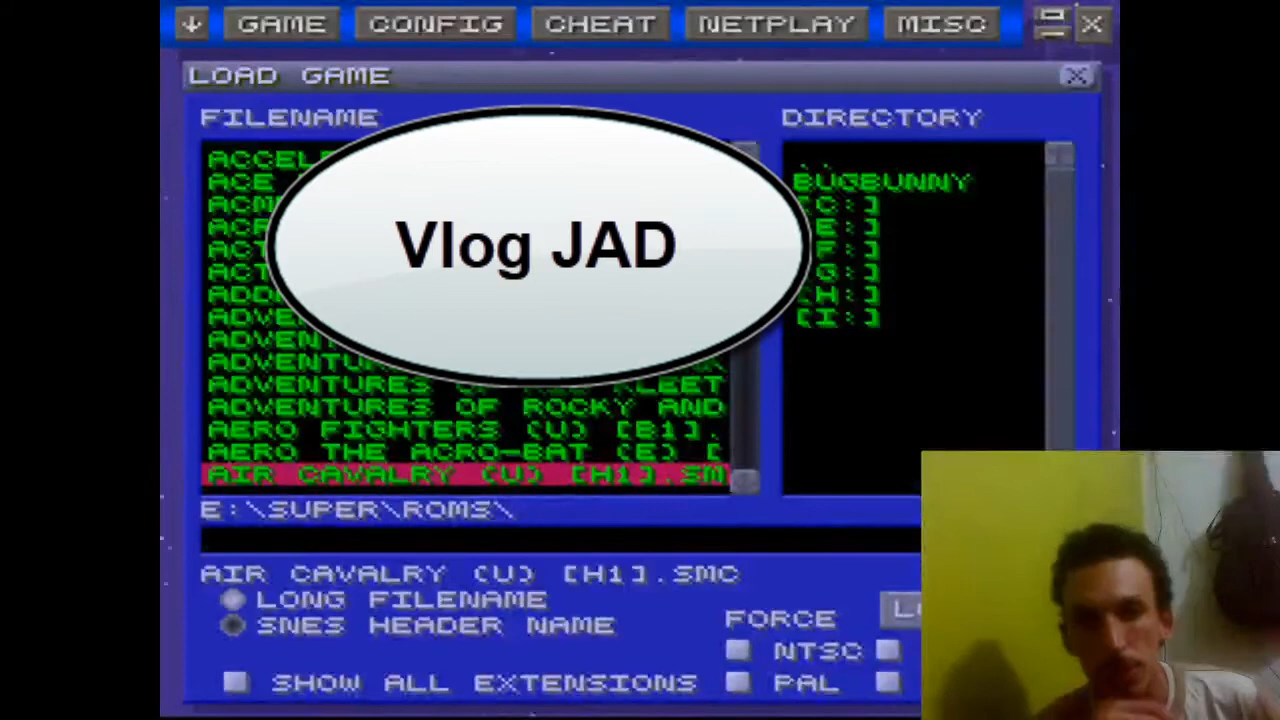 GAME CONFIG CHEAT NETPLAY MISC
LOAD GAME
FILENAME
DIRECTORY
Vlog JAD
ACE
ADVENTURES OF ROCKY AND
AERO FIGHTERS (U) [B1].
AERO THE ACRO-BAT (E) [
AIR CAVALRY (U) [H1].SM
..
BUGBUNNY
[C:]
[E:]
[F:]
[G:]
[H:]
[I:]
E:\SUPER\ROMS\
AIR CAVALRY (U) [H1].SMC
LONG FILENAME
SNES HEADER NAME
SHOW ALL EXTENSIONS
FORCE
NTSC
PAL